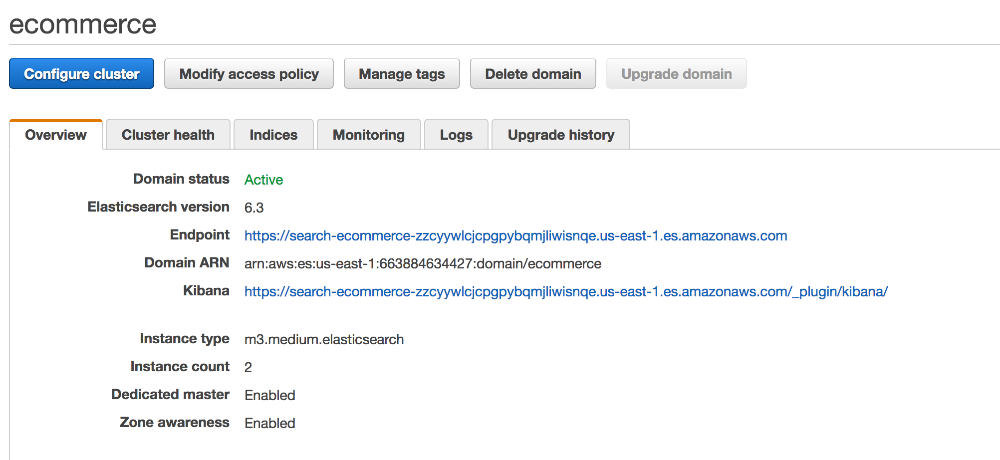 ecommerce
Configure cluster Modify access policy Manage tags Delete domain Upgrade domain
Overview Cluster health Indices Monitoring Logs Upgrade history
Domain status Active
Elasticsearch version 6.3
Endpoint https://search-ecommerce-zzcyywlcjcpgpybqmjliwisnqe.us-east-1.es.amazonaws.com
Domain ARN arn:aws:es:us-east-1:663884634427:domain/ecommerce
Kibana https://search-ecommerce-zzcyywlcjcpgpybqmjliwisnqe.us-east-1.es.amazonaws.com/_plugin/kibana/
Instance type m3.medium.elasticsearch
Instance count 2
Dedicated master Enabled
Zone awareness Enabled